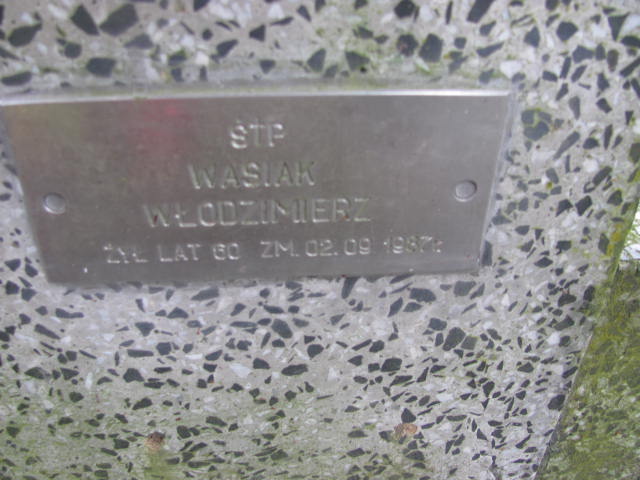 ŚTP
WASIAK
WŁODZIMIERZ
ŻYŁ LAT 60 ZM. 02.09 1987r.